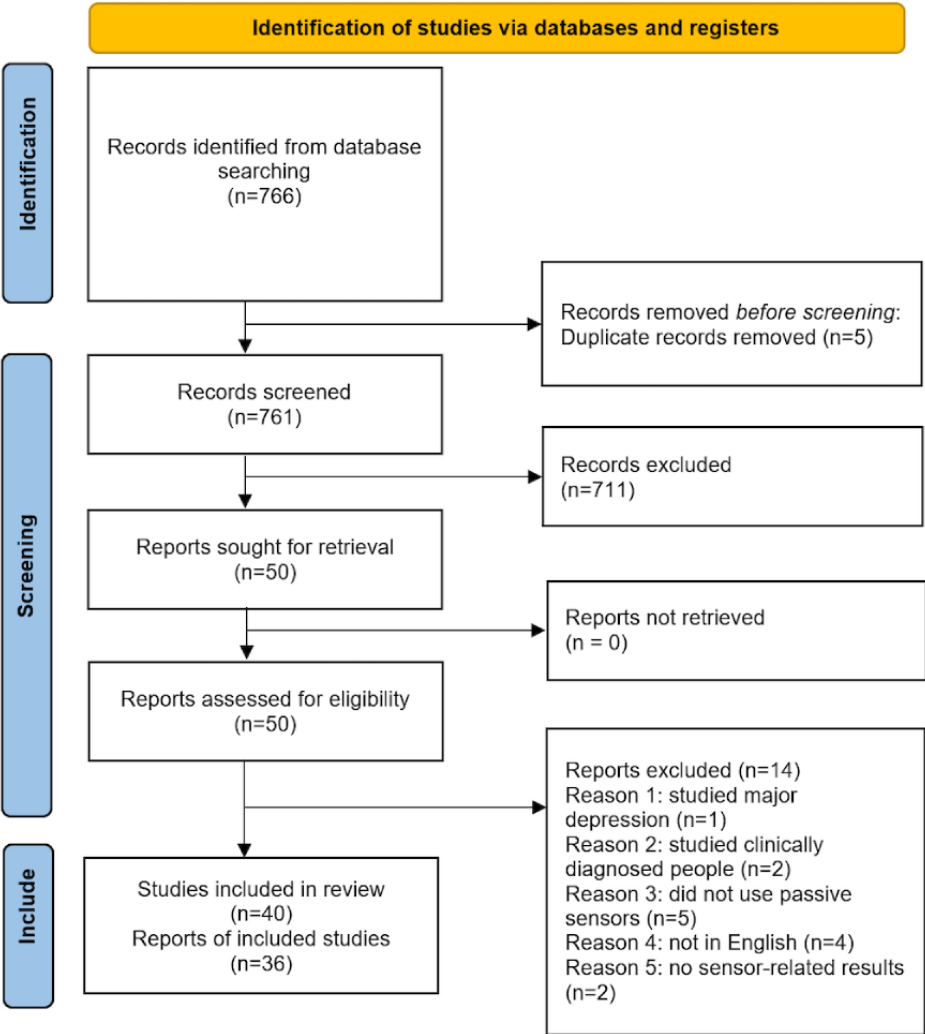 Identification of studies via databases and registers
Identification
Records identified from database
searching
(n=766)
Records removed before screening:
Duplicate records removed (n=5)
Screening
Records screened
(n=761)
Records excluded
(n=711)
Reports sought for retrieval
(n=50)
Reports not retrieved
(n = 0)
Reports assessed for eligibility
(n=50)
Reports excluded (n=14)
Reason 1: studied major
depression (n=1)
Reason 2: studied clinically
diagnosed people (n=2)
Reason 3: did not use passive
sensors (n=5)
Reason 4: not in English (n=4)
Reason 5: no sensor-related results
(n=2)
Include
Studies included in review
(n=40)
Reports of included studies
(n=36)